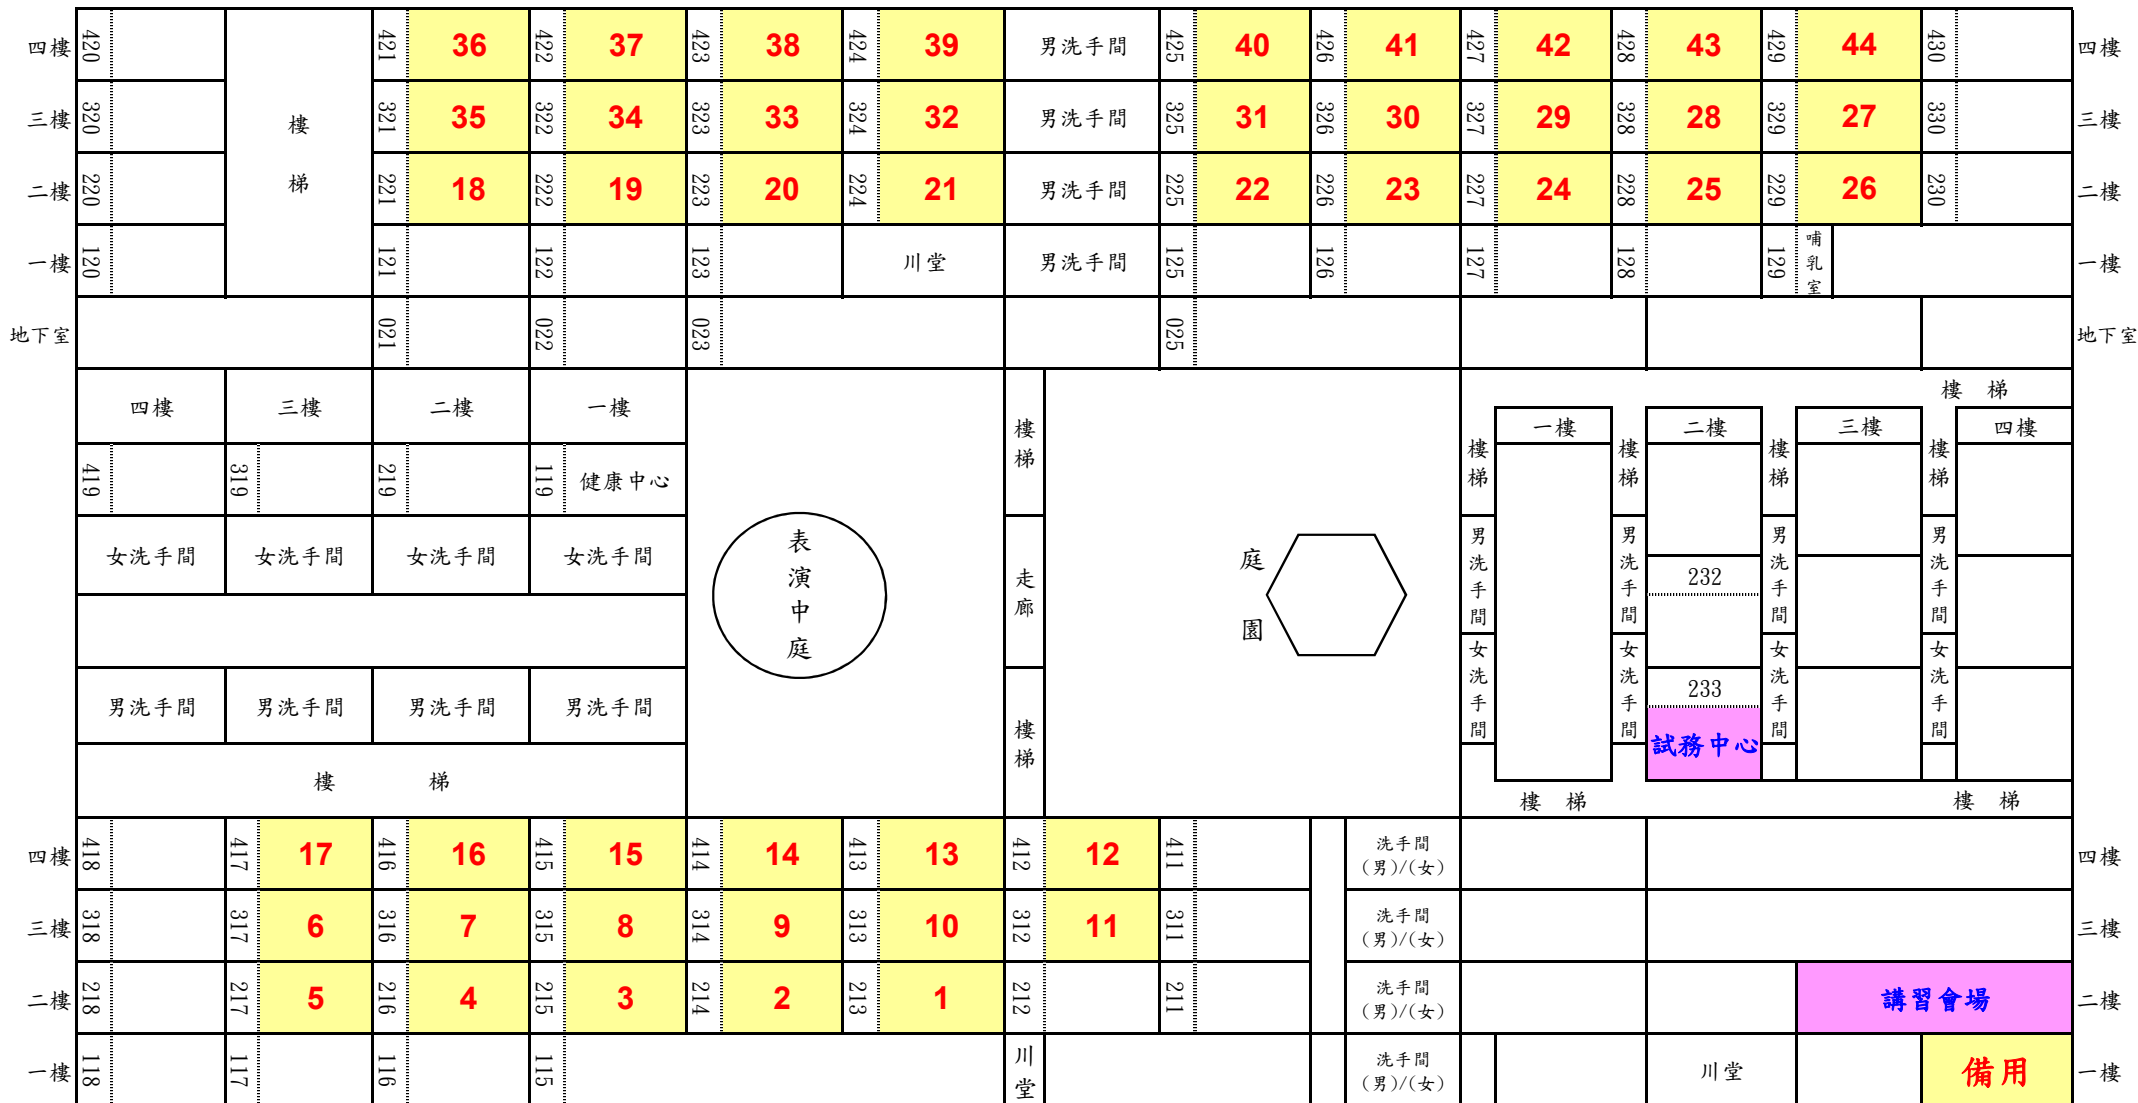 四樓 420 421 36 422 37 423 38 424 39 男洗手間 425 40 426 41 427 42 428 43 429 44 430 四樓
三樓 320 樓梯 321 35 322 34 323 33 324 32 男洗手間 325 31 326 30 327 29 328 28 329 27 330 三樓
二樓 220 221 18 222 19 223 20 224 21 男洗手間 225 22 226 23 227 24 228 25 229 26 230 二樓
一樓 120 121 122 123 川堂 男洗手間 125 126 127 128 129 哺乳室 一樓
地下室 021 022 023 025 地下室
四樓 三樓 二樓 一樓
419 319 219 119 健康中心
女洗手間 女洗手間 女洗手間 女洗手間
男洗手間 男洗手間 男洗手間 男洗手間
樓 梯
表演中庭
樓梯
走廊
樓梯
庭園
樓 梯
一樓 二樓 三樓 四樓
樓梯 樓梯 樓梯 樓梯
男洗手間 男洗手間 男洗手間 男洗手間
232
女洗手間 女洗手間 女洗手間 女洗手間
233
試務中心
樓 梯 樓 梯
四樓 418 417 17 416 16 415 15 414 14 413 13 412 12 411 洗手間 (男)/(女) 四樓
三樓 318 317 6 316 7 315 8 314 9 313 10 312 11 311 洗手間 (男)/(女) 三樓
二樓 218 217 5 216 4 215 3 214 2 213 1 212 211 洗手間 (男)/(女) 講習會場 二樓
一樓 118 117 116 115 川堂 洗手間 (男)/(女) 川堂 備用 一樓